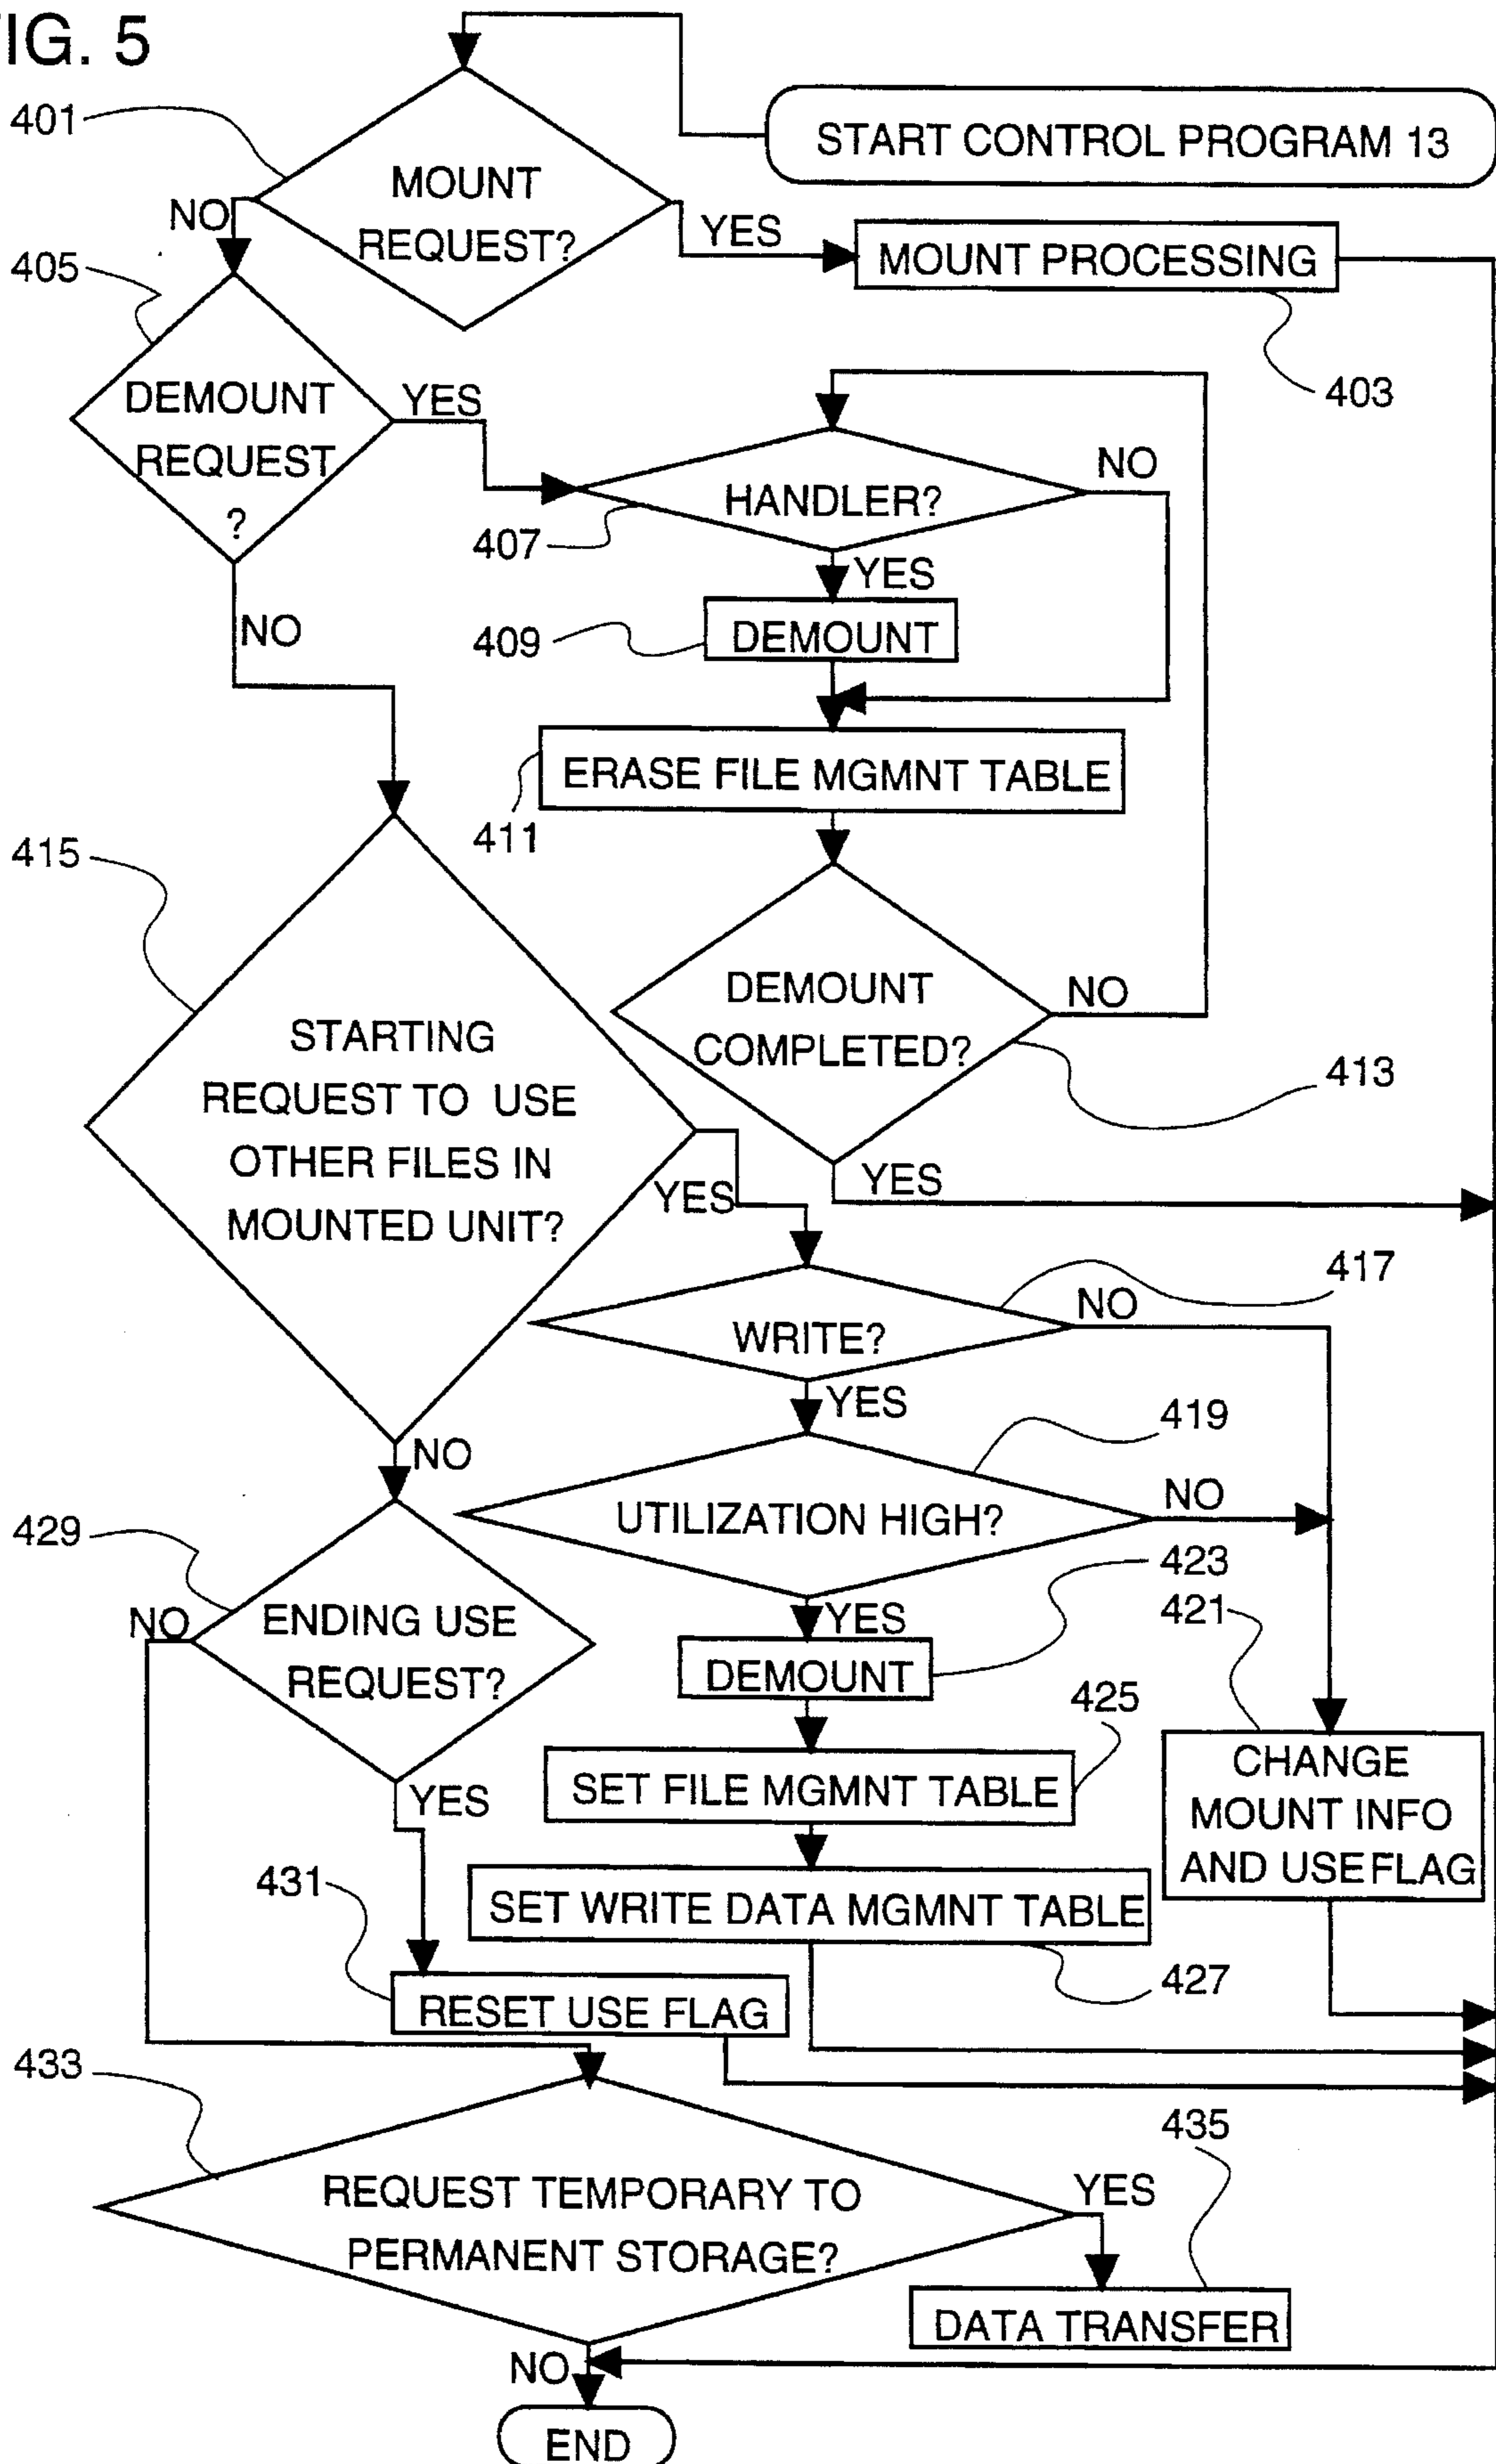 FIG. 5
START CONTROL PROGRAM 13
401
MOUNT
REQUEST?
NO
YES
MOUNT PROCESSING
403
405
DEMOUNT
REQUEST
?
YES
NO
HANDLER?
NO
407
YES
409
DEMOUNT
ERASE FILE MGMNT TABLE
411
DEMOUNT
COMPLETED?
NO
413
YES
415
STARTING
REQUEST TO USE
OTHER FILES IN
MOUNTED UNIT?
YES
NO
417
WRITE?
NO
YES
419
UTILIZATION HIGH?
NO
YES
423
DEMOUNT
421
CHANGE
MOUNT INFO
AND USE FLAG
425
SET FILE MGMNT TABLE
SET WRITE DATA MGMNT TABLE
427
429
ENDING USE
REQUEST?
NO
YES
431
RESET USE FLAG
433
REQUEST TEMPORARY TO
PERMANENT STORAGE?
YES
435
DATA TRANSFER
NO
END